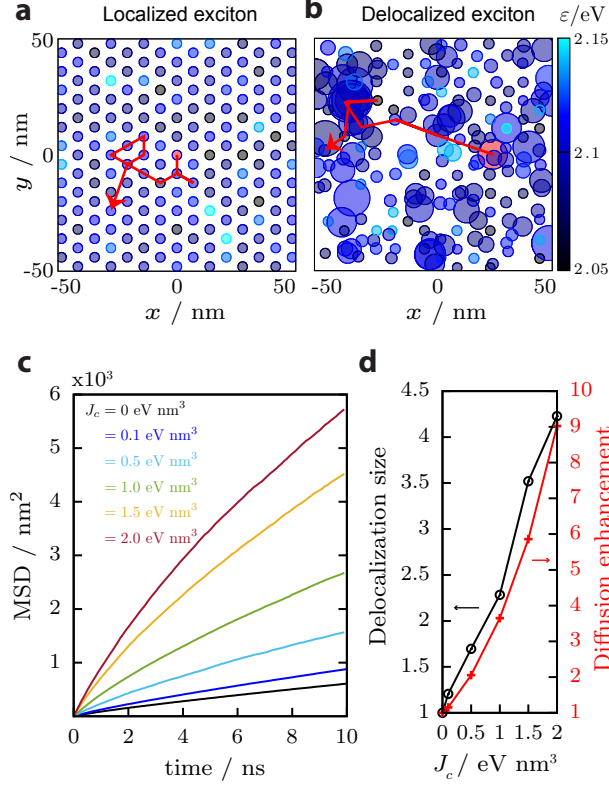 a Localized exciton
b Delocalized exciton
ε/eV
50
0
-50
y / nm
-50 0 50
x / nm
-50 0 50
x / nm
2.15
2.1
2.05
c
x10³
6
5
4
3
2
1
MSD / nm²
J_c = 0 eV nm³
= 0.1 eV nm³
= 0.5 eV nm³
= 1.0 eV nm³
= 1.5 eV nm³
= 2.0 eV nm³
0 2 4 6 8 10
time / ns
d
4.5
4
3.5
3
2.5
2
1.5
1
Delocalization size
←
→
10
9
8
7
6
5
4
3
2
1
Diffusion enhancement
0 0.5 1 1.5 2
J_c / eV nm³